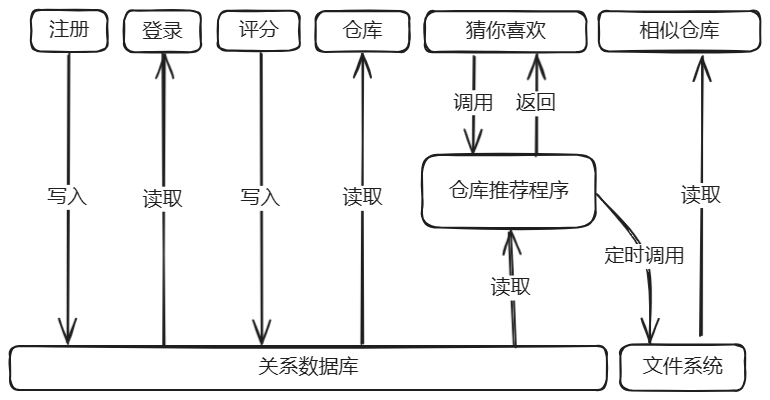 注册
登录
评分
仓库
猜你喜欢
相似仓库
调用
返回
写入
读取
写入
读取
仓库推荐程序
读取
定时调用
读取
关系数据库
文件系统